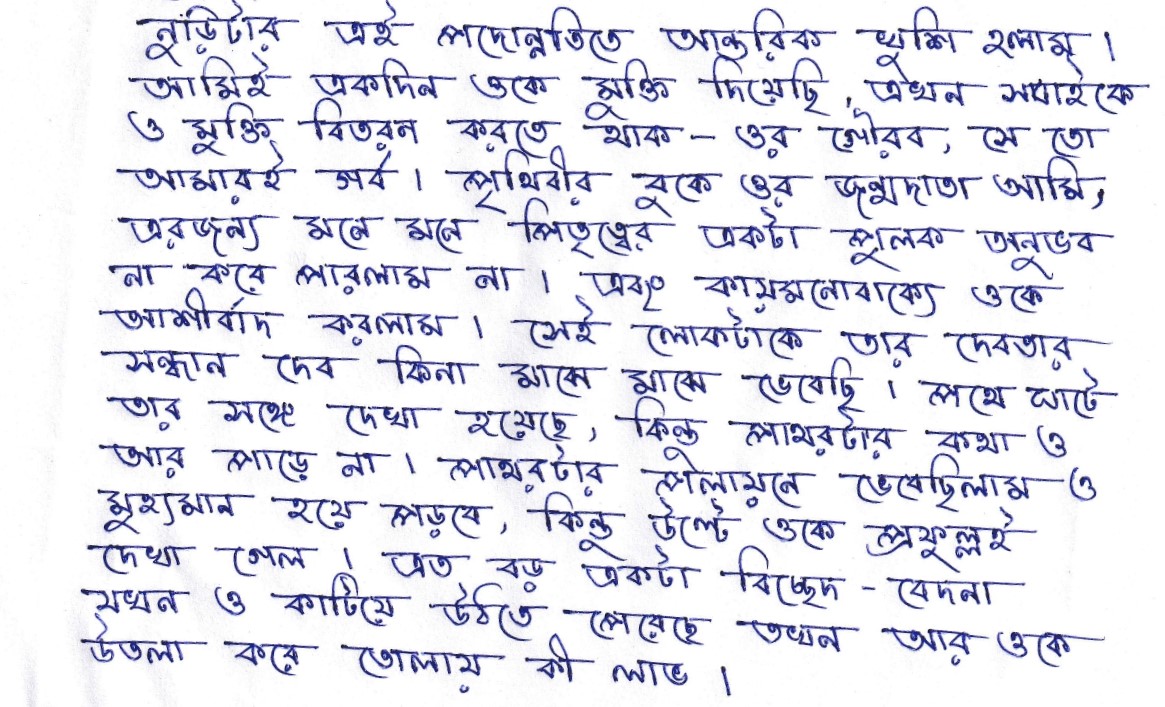 নুড়িটার এই পদোন্নতিতে আন্তরিক খুশি হলাম।
আমিই একদিন ওকে মুক্তি দিয়েছি, এখন সবাইকে
ও মুক্তি বিতরন করতে থাক – ওর গৌরব, সে তো
আমারই গর্ব। পৃথিবীর বুকে ওর জন্মদাতা আমি,
এরজন্য মনে মনে পিতৃত্বের একটা পুলক অনুভব
না করে পারলাম না। এবং কায়মনোবাক্যে ওকে
আশীর্বাদ করলাম। সেই লোকটাকে তার দেবতার
সন্ধান দেব কিনা মাঝে মাঝে ভেবেছি। পথে ঘাটে
তার সঙ্গে দেখা হয়েছে, কিন্তু পাথরটার কথা ও
আর পাড়ে না। পাথরটার পলায়নে ভেবেছিলাম ও
মুহ্যমান হয়ে পড়বে, কিন্তু উল্টে ওকে প্রফুল্লই
দেখা গেল। এত বড় একটা বিচ্ছেদ – বেদনা
যখন ও কাটিয়ে উঠতে পেরেছে তখন আর ওকে
উতলা করে তোলায় কী লাভ।